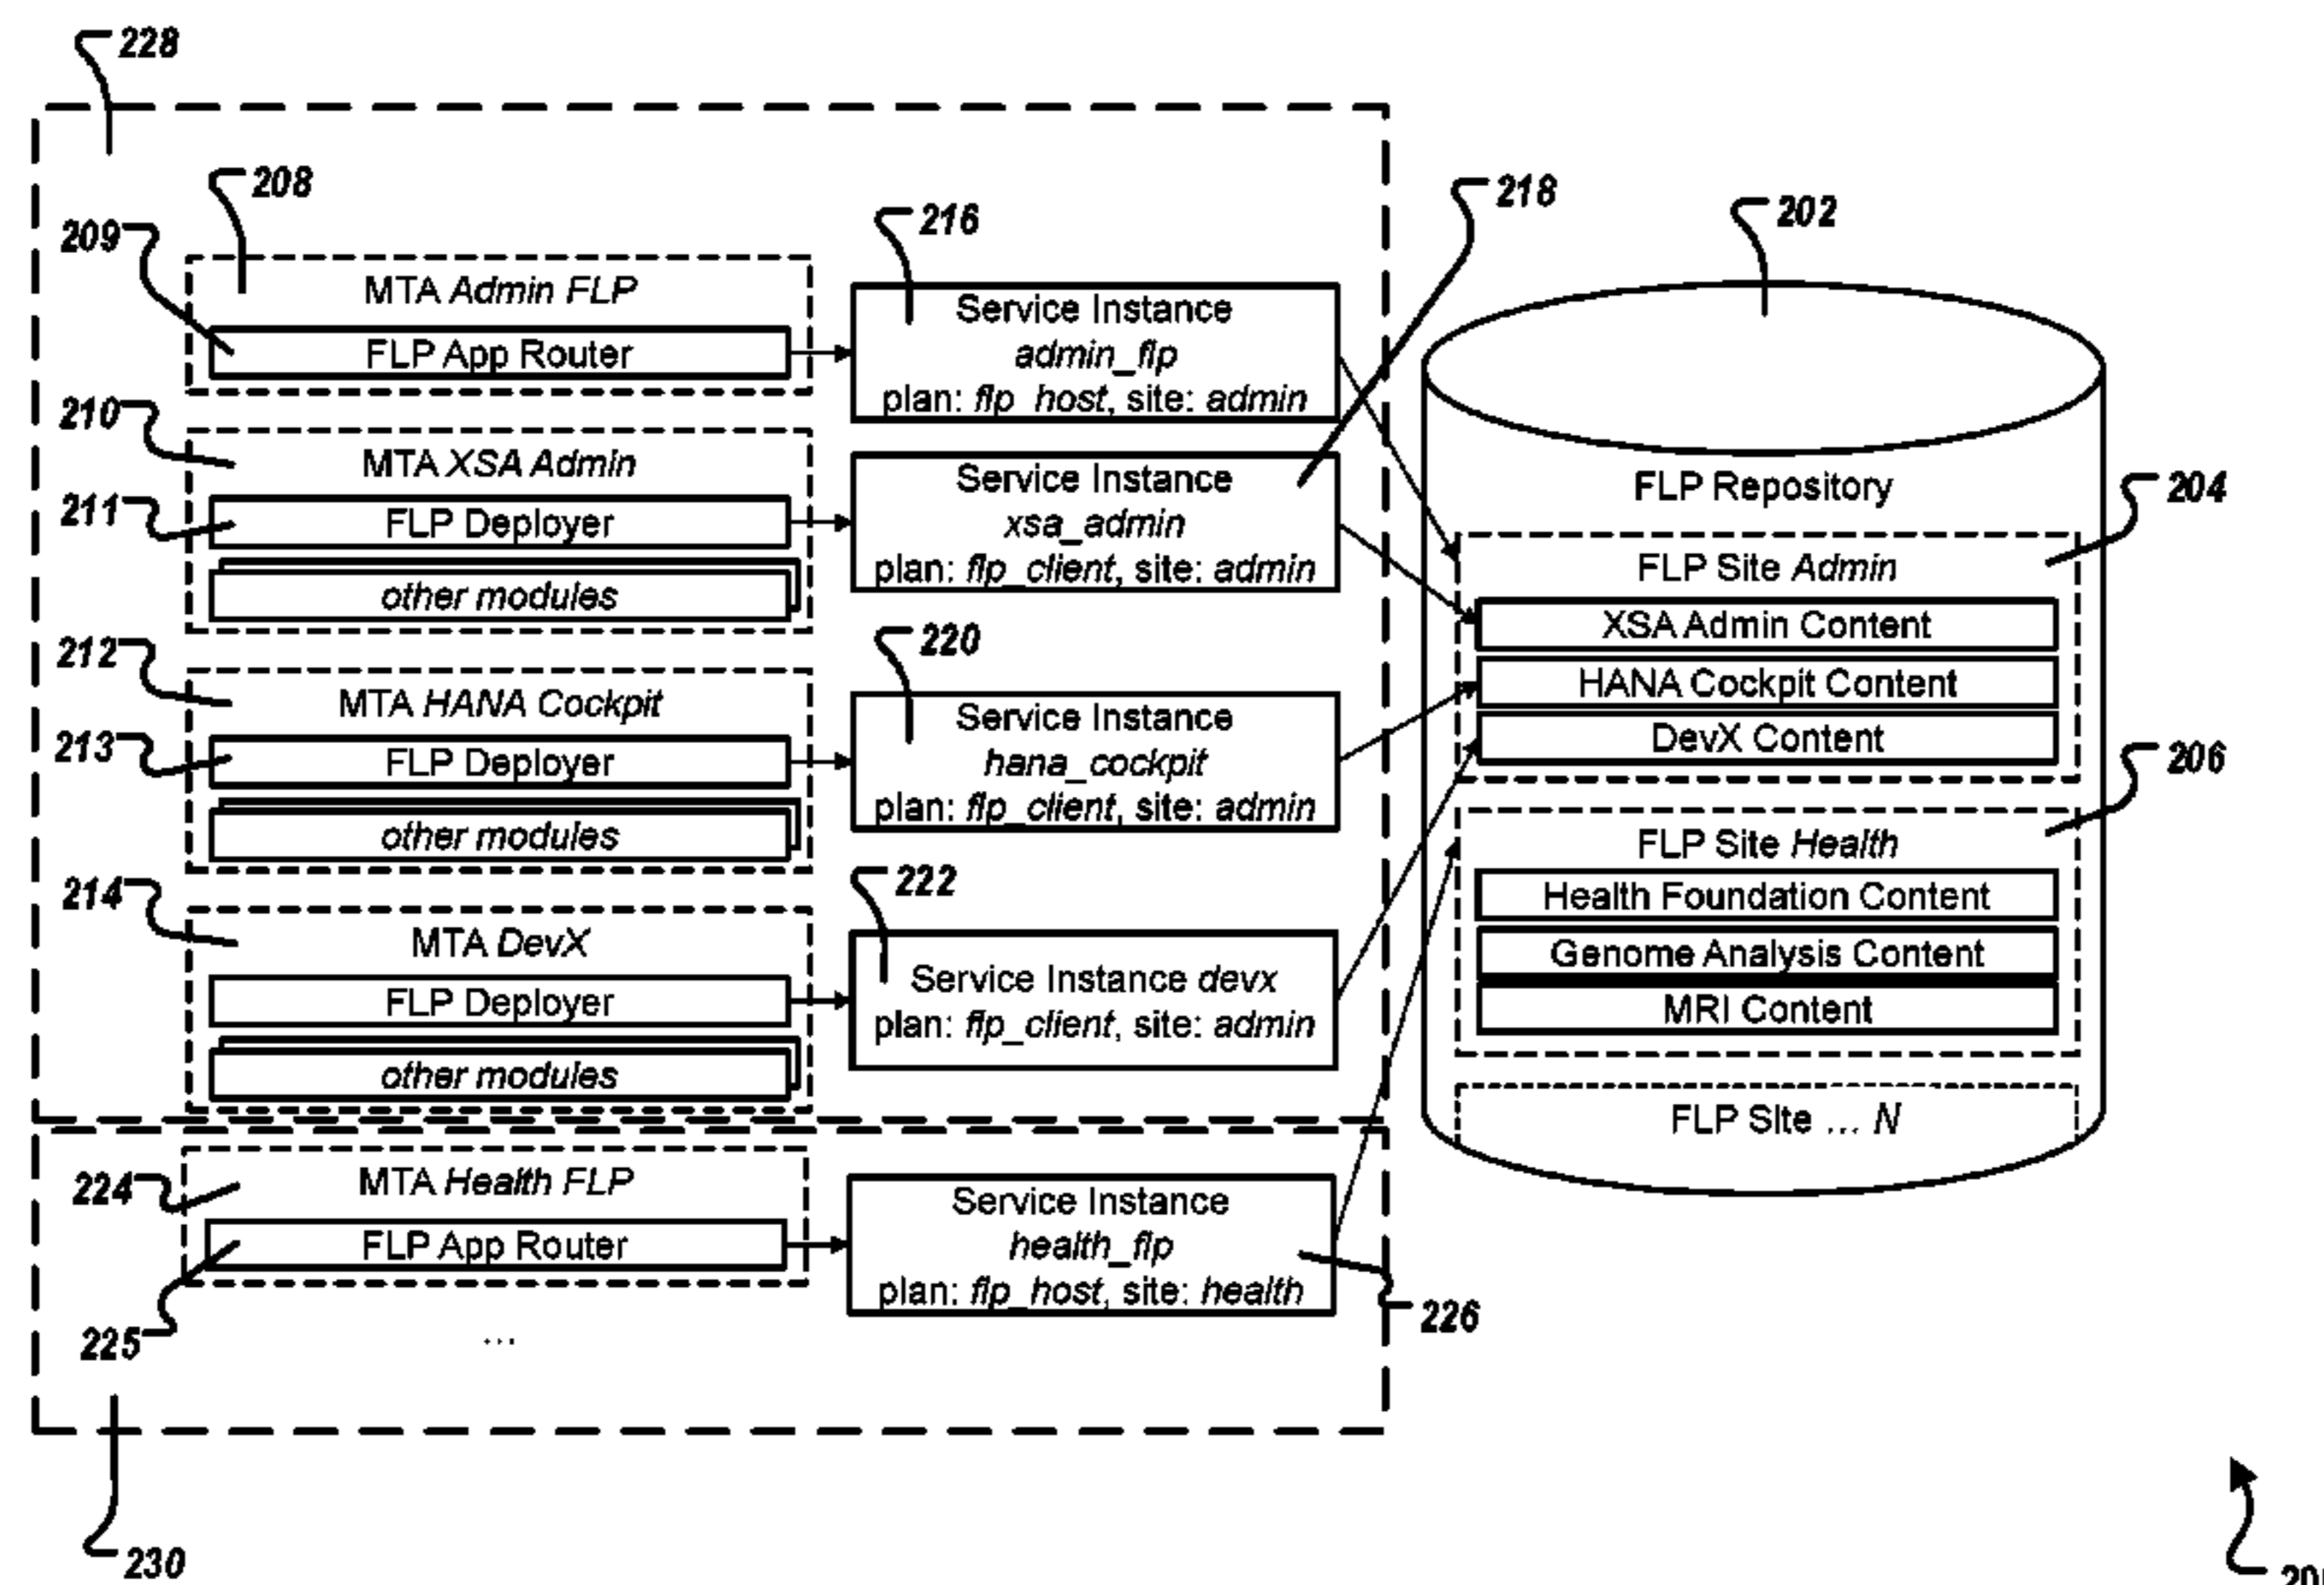 228
208
209
MTA Admin FLP
FLP App Router
216
Service Instance
admin_flp
plan: flp_host, site: admin
218
210
MTA XSA Admin
211
FLP Deployer
other modules
Service Instance
xsa_admin
plan: flp_client, site: admin
212
MTA HANA Cockpit
213
FLP Deployer
other modules
220
Service Instance
hana_cockpit
plan: flp_client, site: admin
214
MTA DevX
FLP Deployer
other modules
222
Service Instance devx
plan: flp_client, site: admin
224
MTA Health FLP
FLP App Router
225
...
Service Instance
health_flp
plan: flp_host, site: health
226
230
202
FLP Repository
204
FLP Site Admin
XSA Admin Content
HANA Cockpit Content
DevX Content
206
FLP Site Health
Health Foundation Content
Genome Analysis Content
MRI Content
FLP Site ... N